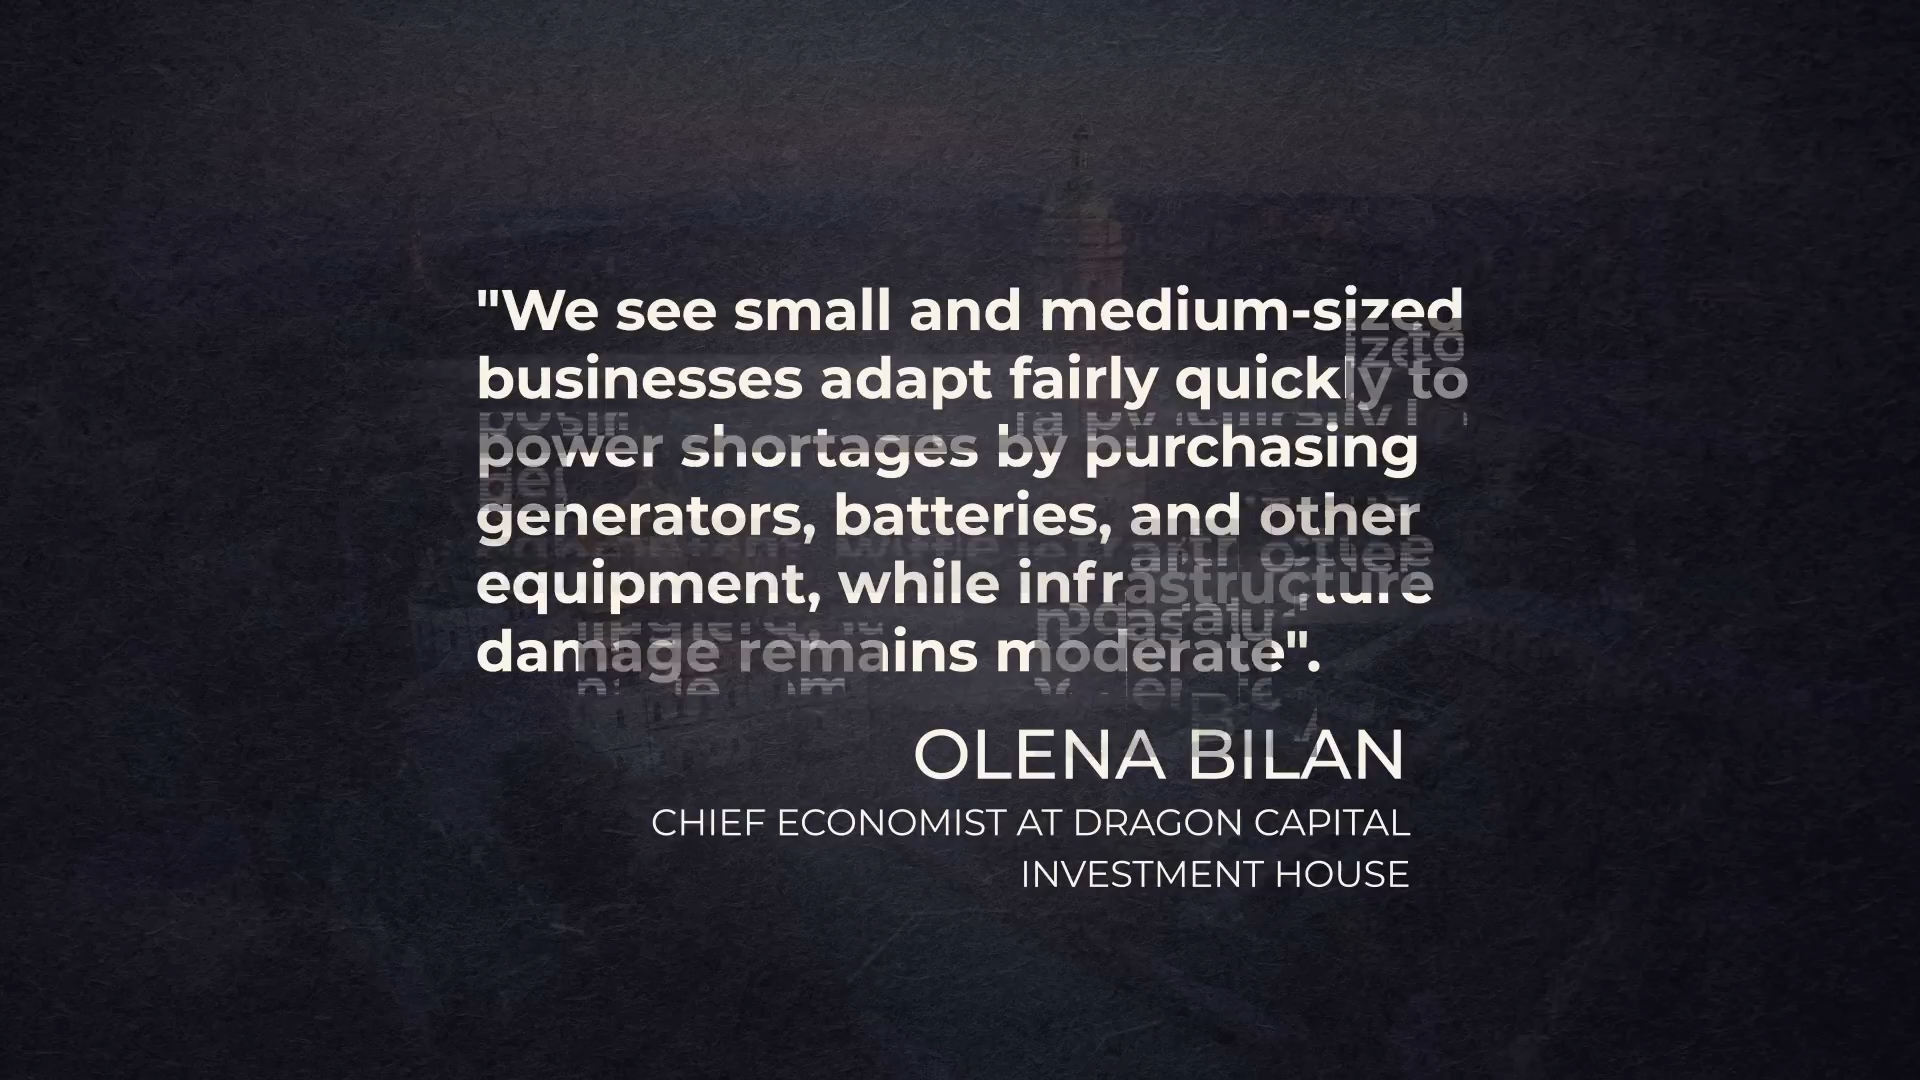 "We see small and medium-sized
businesses adapt fairly quickly to
power shortages by purchasing
generators, batteries, and other
equipment, while infrastructure
damage remains moderate".
OLENA BILAN
CHIEF ECONOMIST AT DRAGON CAPITAL
INVESTMENT HOUSE